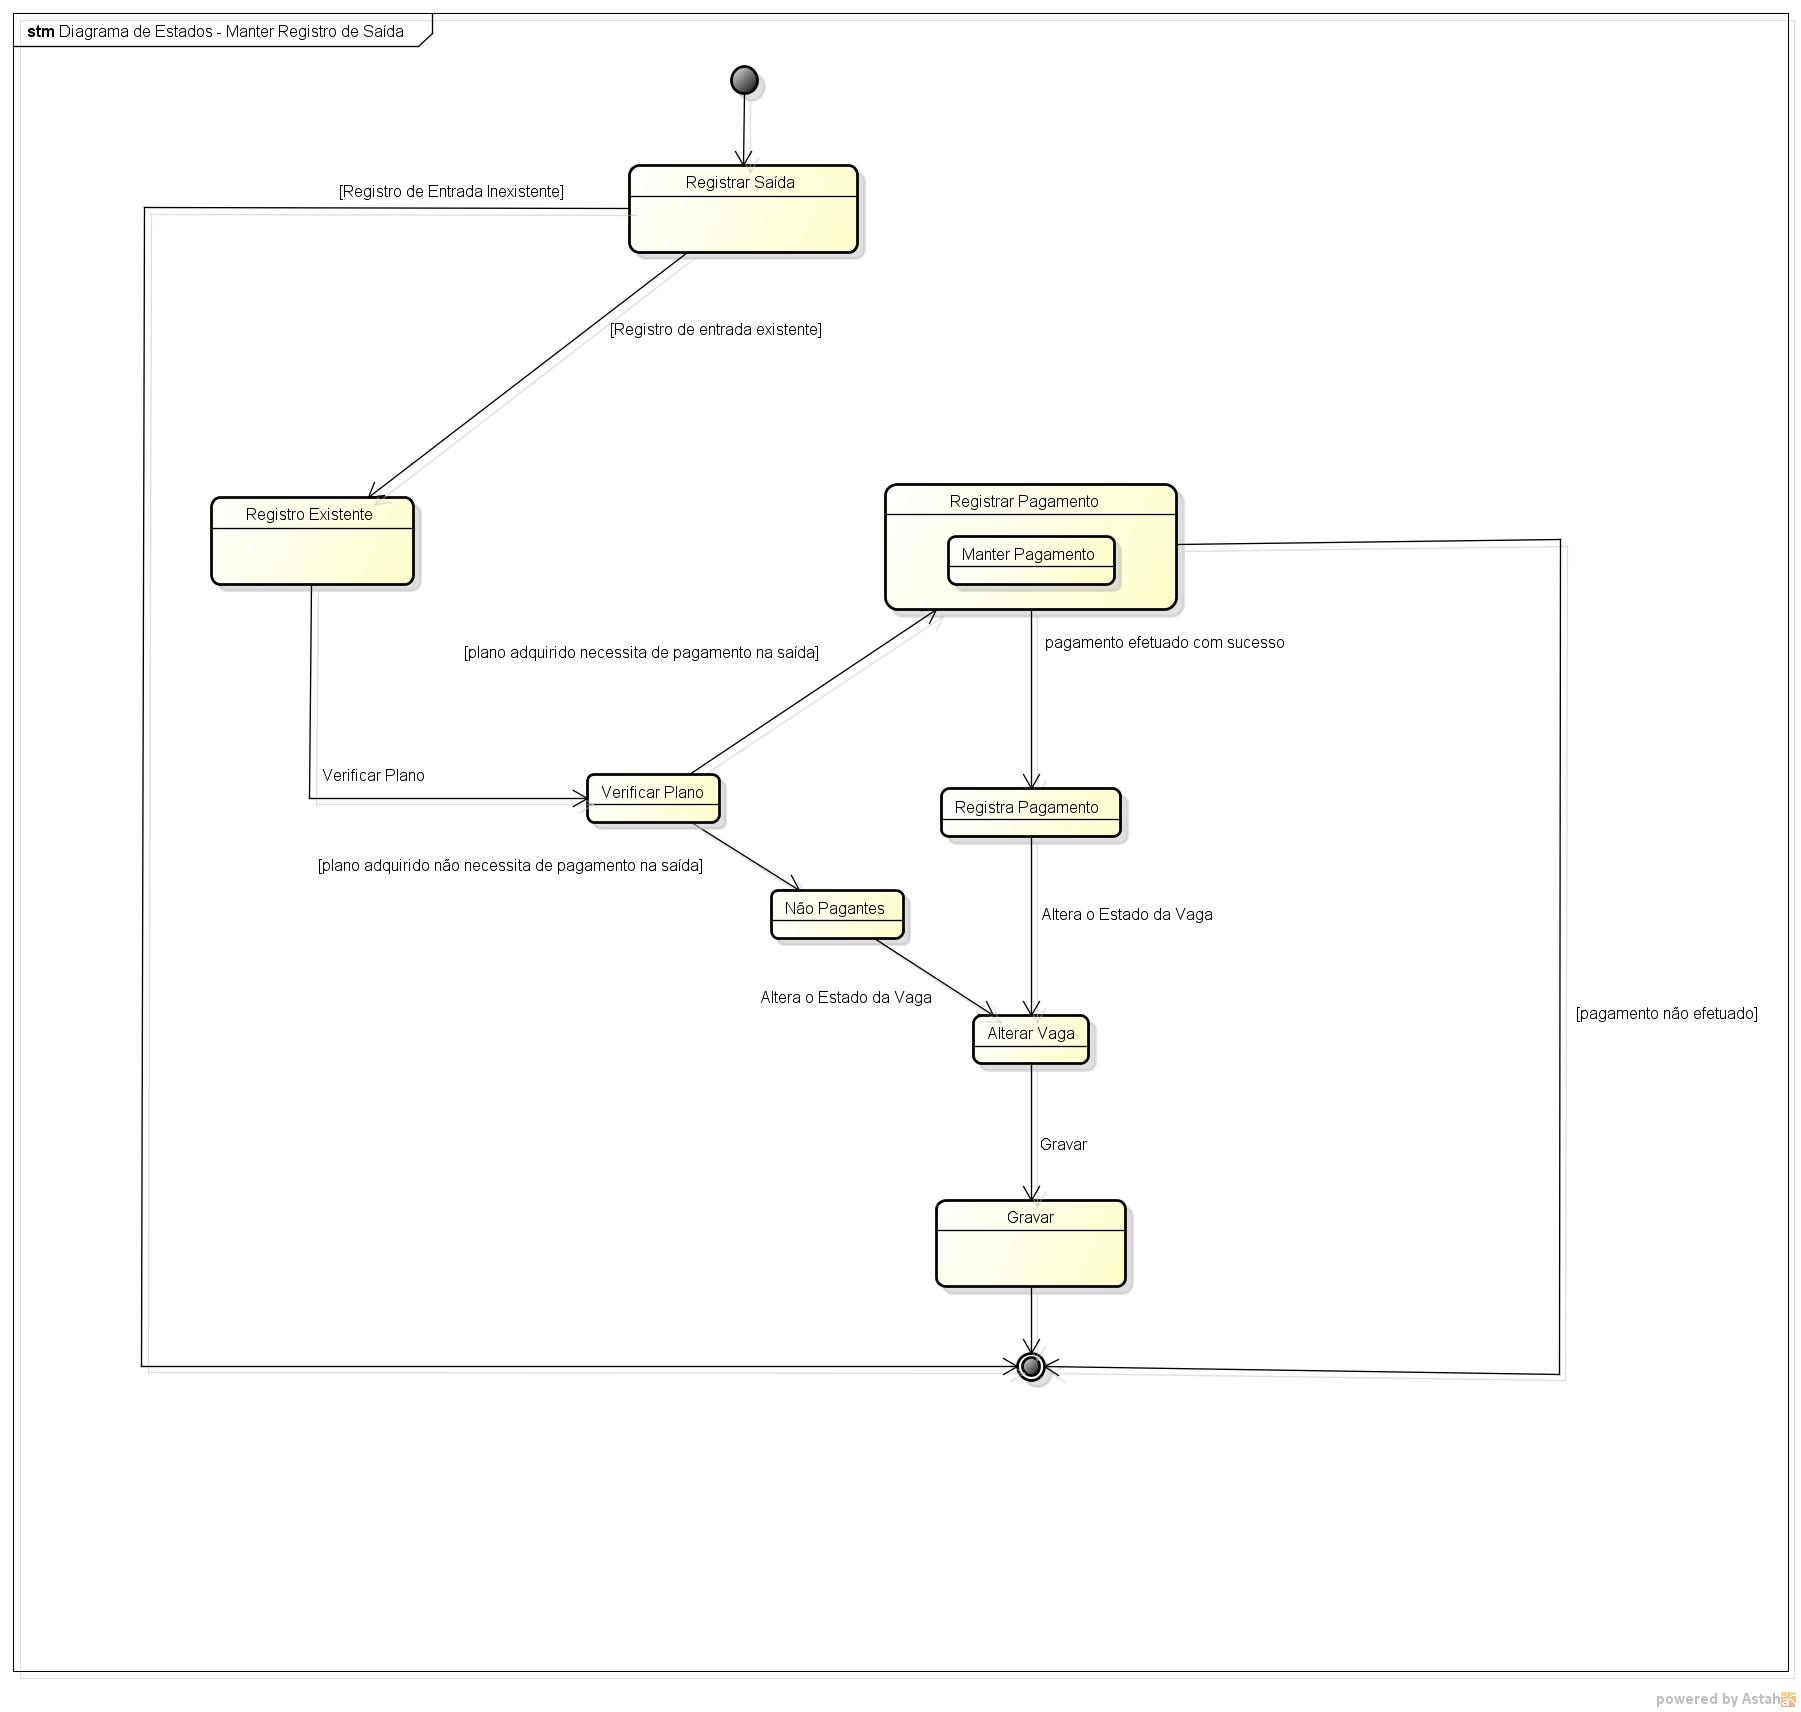 stm Diagrama de Estados - Manter Registro de Saída
Registrar Saída
[Registro de Entrada Inexistente]
[Registro de entrada existente]
Registro Existente
Registrar Pagamento
Manter Pagamento
pagamento efetuado com sucesso
[plano adquirido necessita de pagamento na saída]
Verificar Plano
Verificar Plano
Registra Pagamento
[plano adquirido não necessita de pagamento na saída]
Não Pagantes
Altera o Estado da Vaga
Altera o Estado da Vaga
[pagamento não efetuado]
Alterar Vaga
Gravar
Gravar
powered by Astah